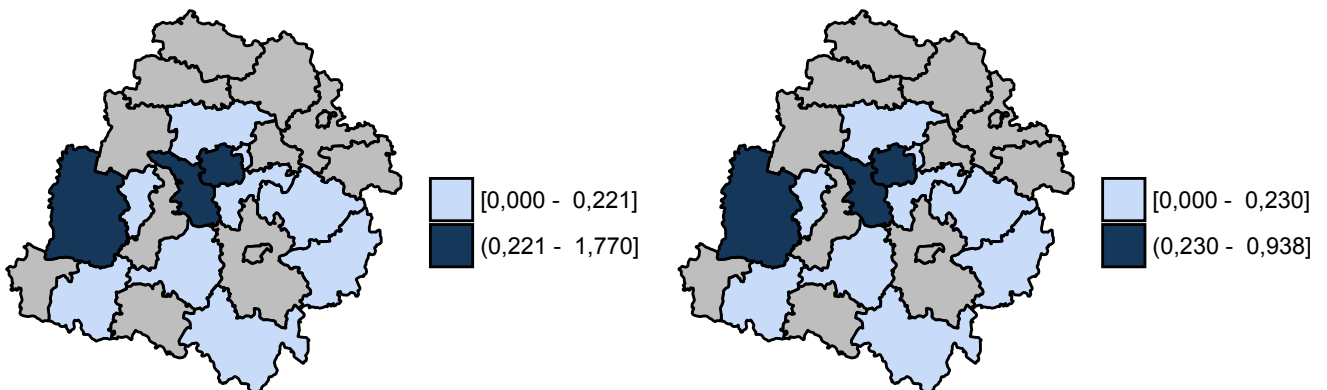 [0,000 - 0,221]
(0,221 - 1,770]
[0,000 - 0,230]
(0,230 - 0,938]